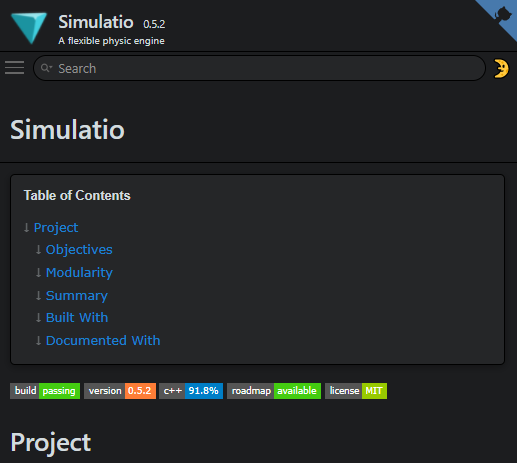 Simulatio 0.5.2
A flexible physic engine
Search
Simulatio
Table of Contents
↓ Project
↓ Objectives
↓ Modularity
↓ Summary
↓ Built With
↓ Documented With
build passing version 0.5.2 c++ 91.8% roadmap available license MIT
Project